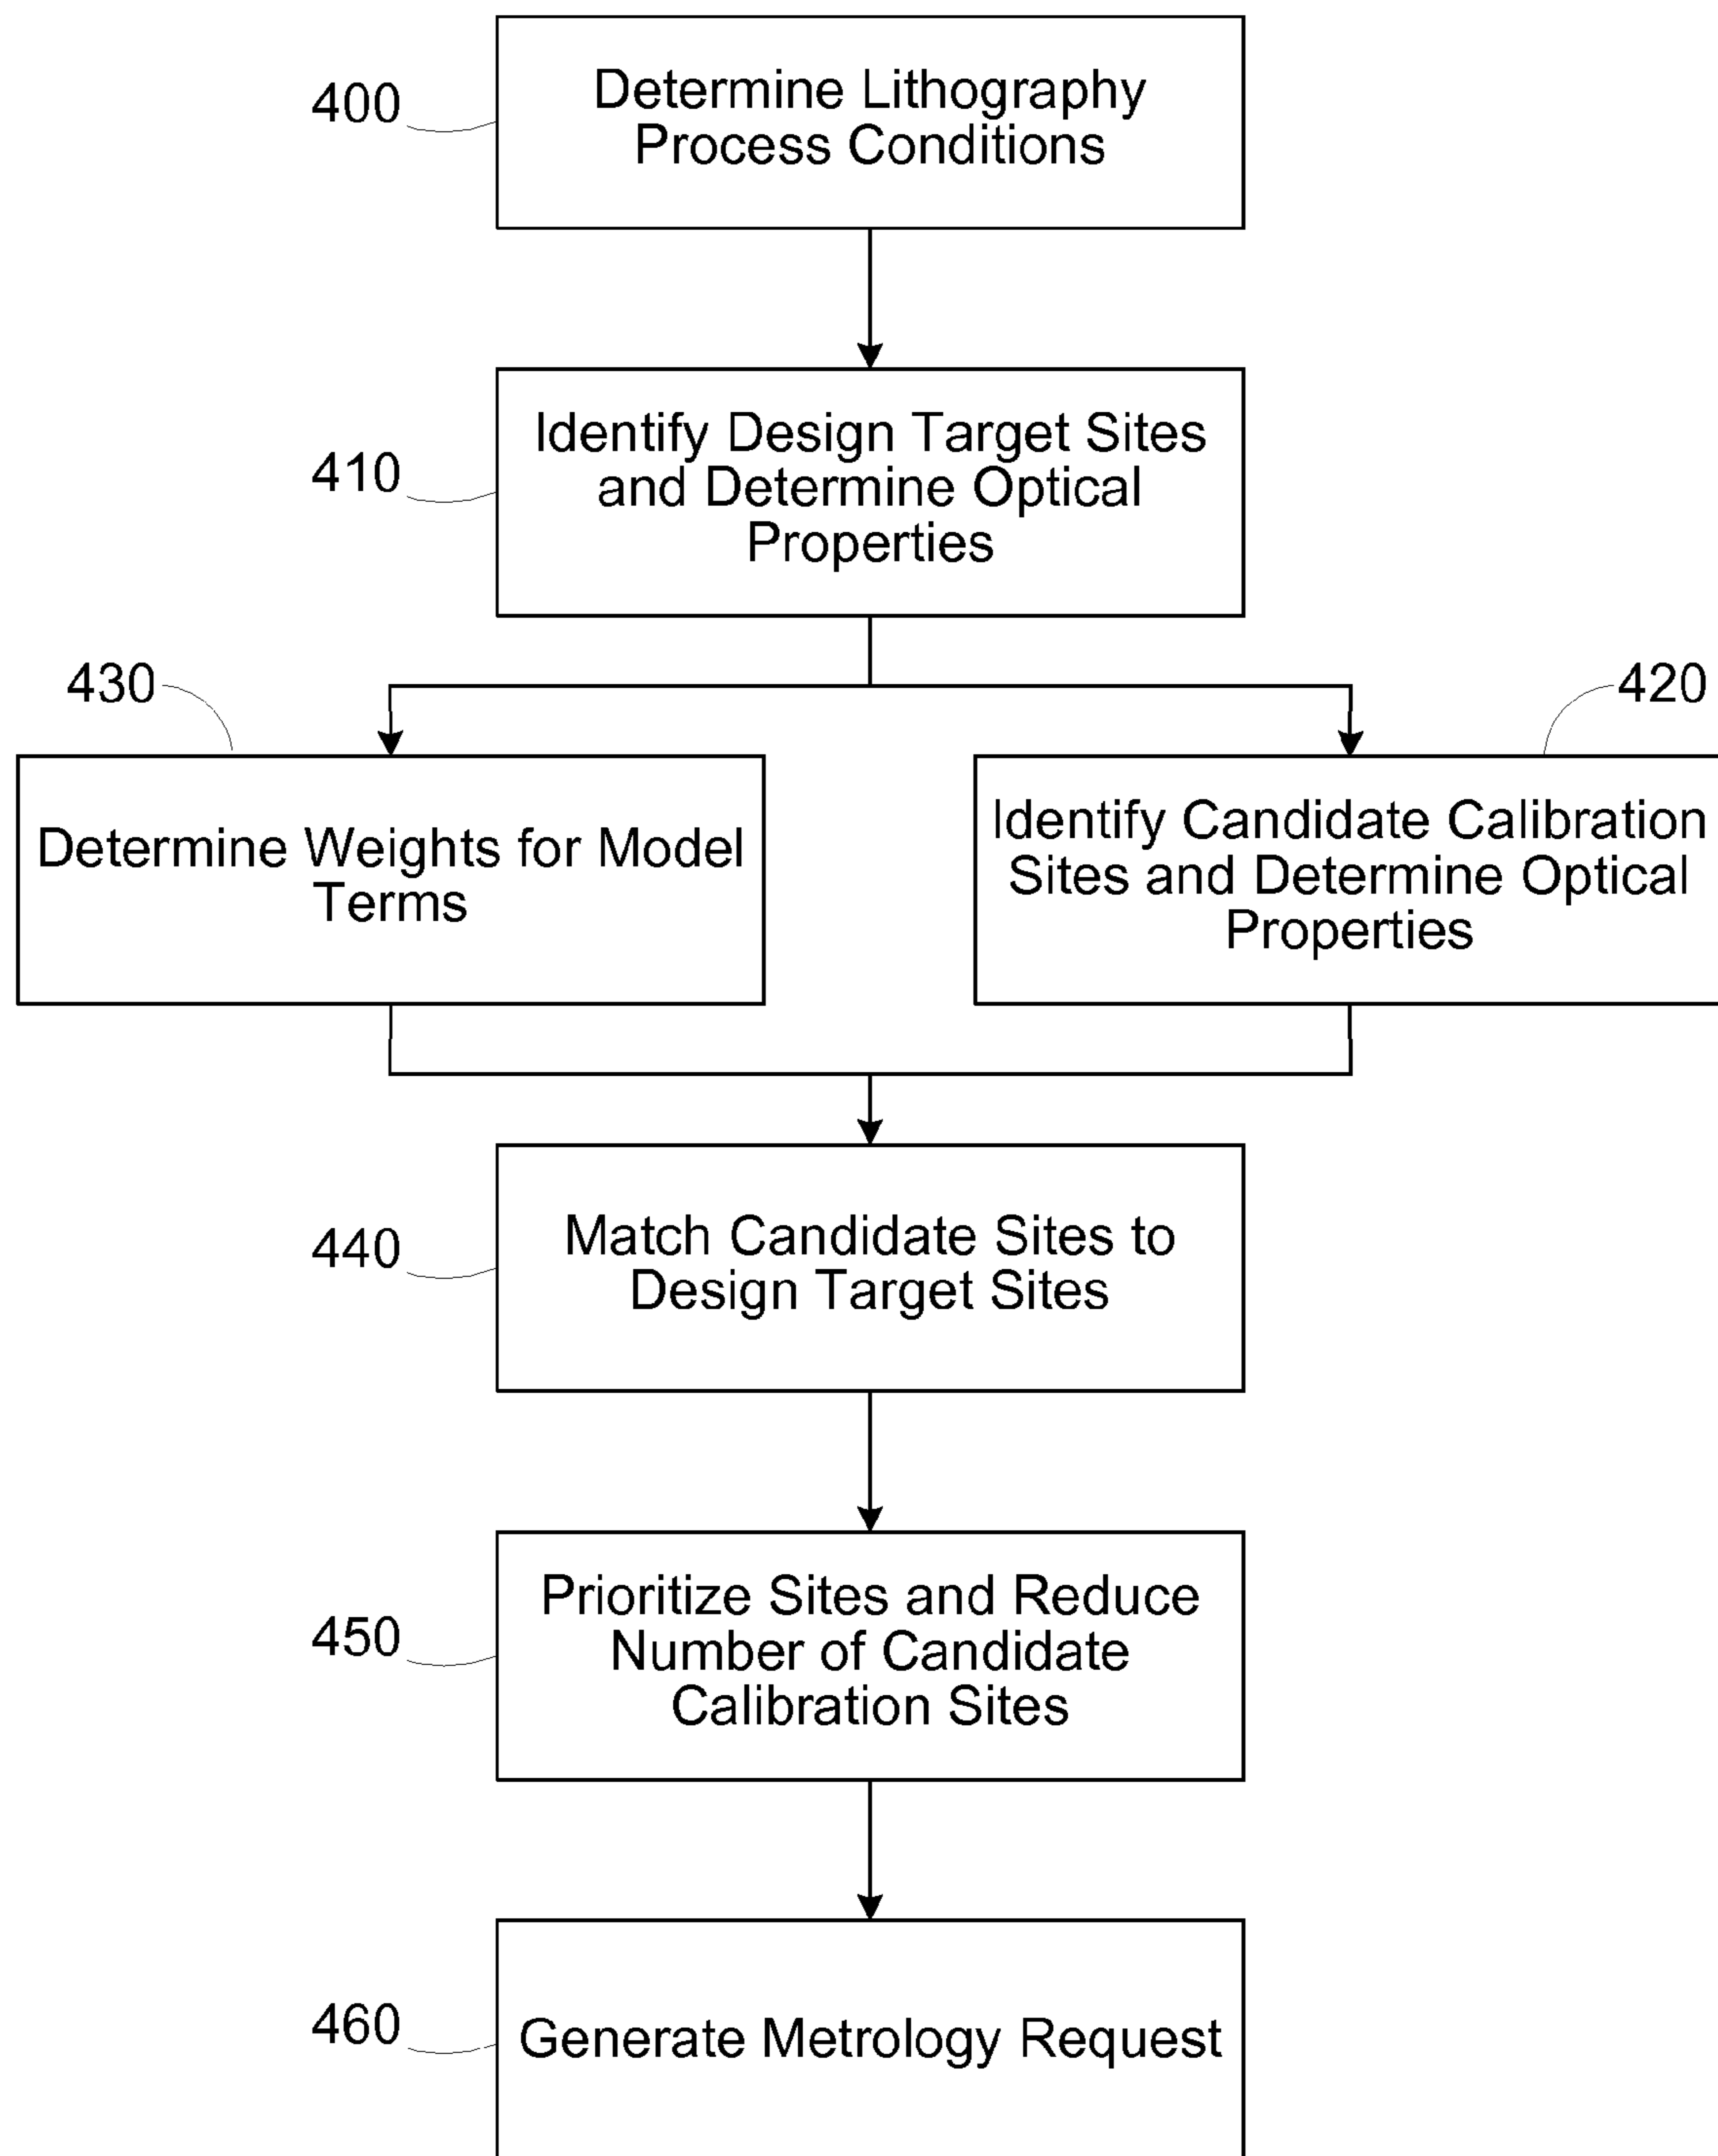 400
Determine Lithography
Process Conditions
410
Identify Design Target Sites
and Determine Optical
Properties
430
420
Determine Weights for Model
Terms
Identify Candidate Calibration
Sites and Determine Optical
Properties
440
Match Candidate Sites to
Design Target Sites
450
Prioritize Sites and Reduce
Number of Candidate
Calibration Sites
460
Generate Metrology Request